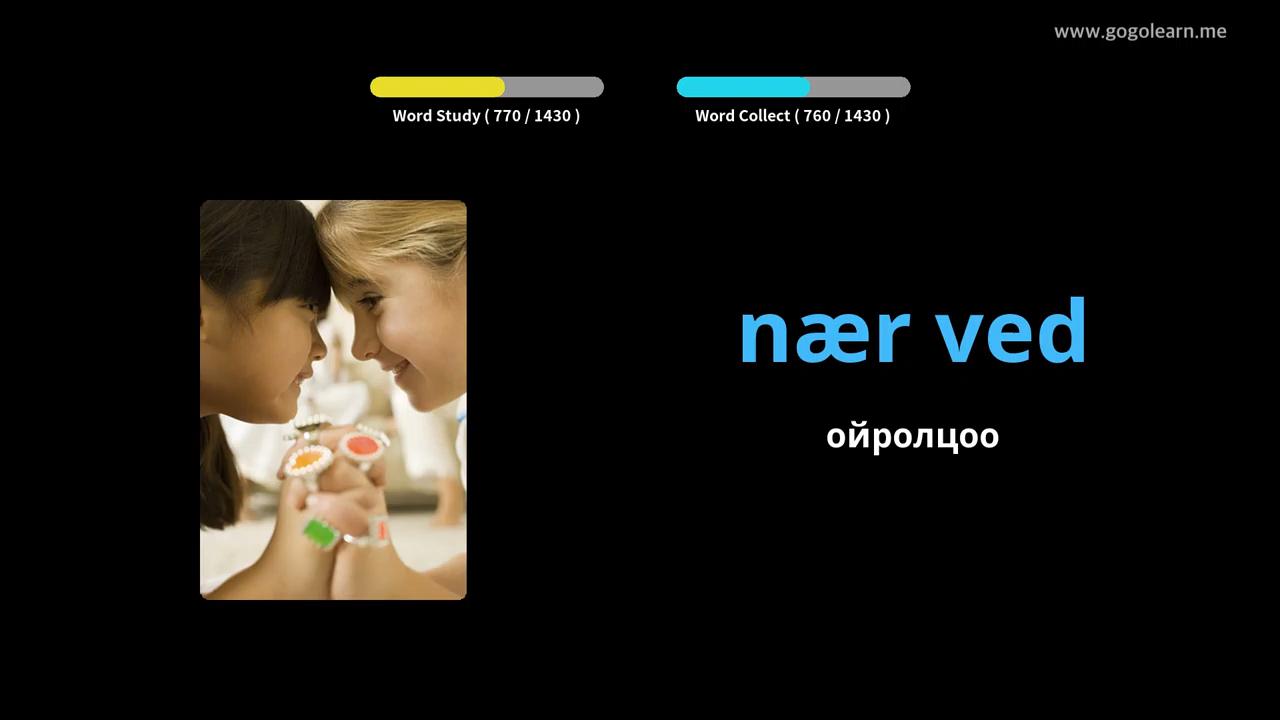 www.gogolearn.me
Word Study ( 770 / 1430 )
Word Collect ( 760 / 1430 )
nær ved
ойролцоо